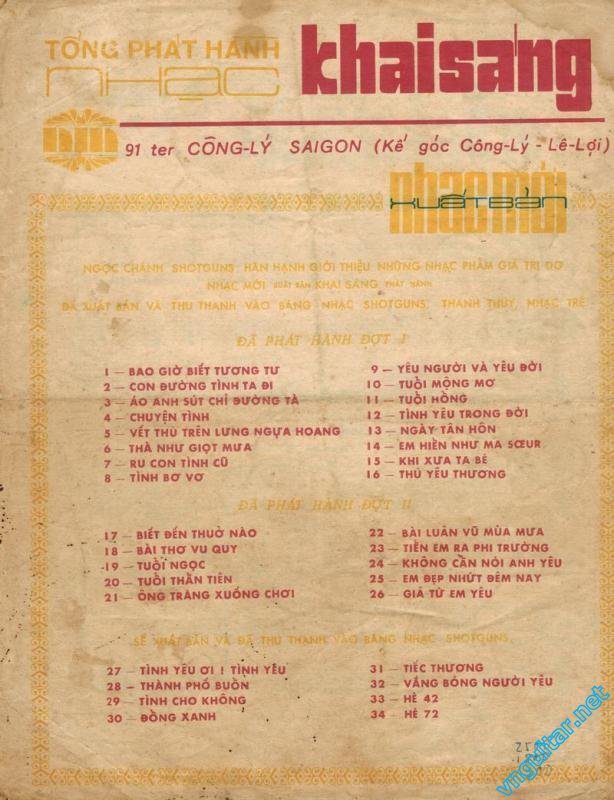 TỔNG PHÁT HÀNH
nhạc
khaisáng
nm
91 ter CÔNG-LÝ SAIGON (Kế góc Công-Lý - Lê-Lợi)
nhạc mới
XUẤT BẢN
NGỌC CHÁNH SHOTGUNS: HÂN HẠNH GIỚI THIỆU NHỮNG NHẠC PHẨM GIÁ TRỊ DO
NHẠC MỚI XUẤT BẢN KHAI SÁNG PHÁT HÀNH
ĐÃ XUẤT BẢN VÀ THU THANH VÀO BĂNG NHẠC SHOTGUNS, THANH THÚY, NHẠC TRẺ
ĐÃ PHÁT HÀNH ĐỢT I
1 — BAO GIỜ BIẾT TƯƠNG TƯ
2 — CON ĐƯỜNG TÌNH TA ĐI
3 — ÁO ANH SÚT CHỈ ĐƯỜNG TÀ
4 — CHUYỆN TÌNH
5 — VẾT THÙ TRÊN LƯNG NGỰA HOANG
6 — THÀ NHƯ GIỌT MƯA
7 — RU CON TÌNH CŨ
8 — TÌNH BƠ VƠ
9 — YÊU NGƯỜI VÀ YÊU ĐỜI
10 — TUỔI MỘNG MƠ
11 — TUỔI HỒNG
12 — TÌNH YÊU TRONG ĐỜI
13 — NGÀY TÂN HÔN
14 — EM HIỀN NHƯ MA SŒUR
15 — KHI XƯA TA BÉ
16 — THÚ YÊU THƯƠNG
ĐÃ PHÁT HÀNH ĐỢT II
17 — BIẾT ĐẾN THUỞ NÀO
18 — BÀI THƠ VU QUY
19 — TUỔI NGỌC
20 — TUỔI THẦN TIÊN
21 — ÔNG TRĂNG XUỐNG CHƠI
22 — BÀI LUÂN VŨ MÙA MƯA
23 — TIỄN EM RA PHI TRƯỜNG
24 — KHÔNG CẦN NÓI ANH YÊU
25 — EM ĐẸP NHỨT ĐÊM NAY
26 — GIÃ TỪ EM YÊU
SẼ XUẤT BẢN VÀ ĐÃ THU THANH VÀO BĂNG NHẠC SHOTGUNS.
27 — TÌNH YÊU ƠI ! TÌNH YÊU
28 — THÀNH PHỐ BUỒN
29 — TÌNH CHO KHÔNG
30 — ĐỒNG XANH
31 — TIẾC THƯƠNG
32 — VẮNG BÓNG NGƯỜI YÊU
33 — HÈ 42
34 — HÈ 72
vnguitar.net